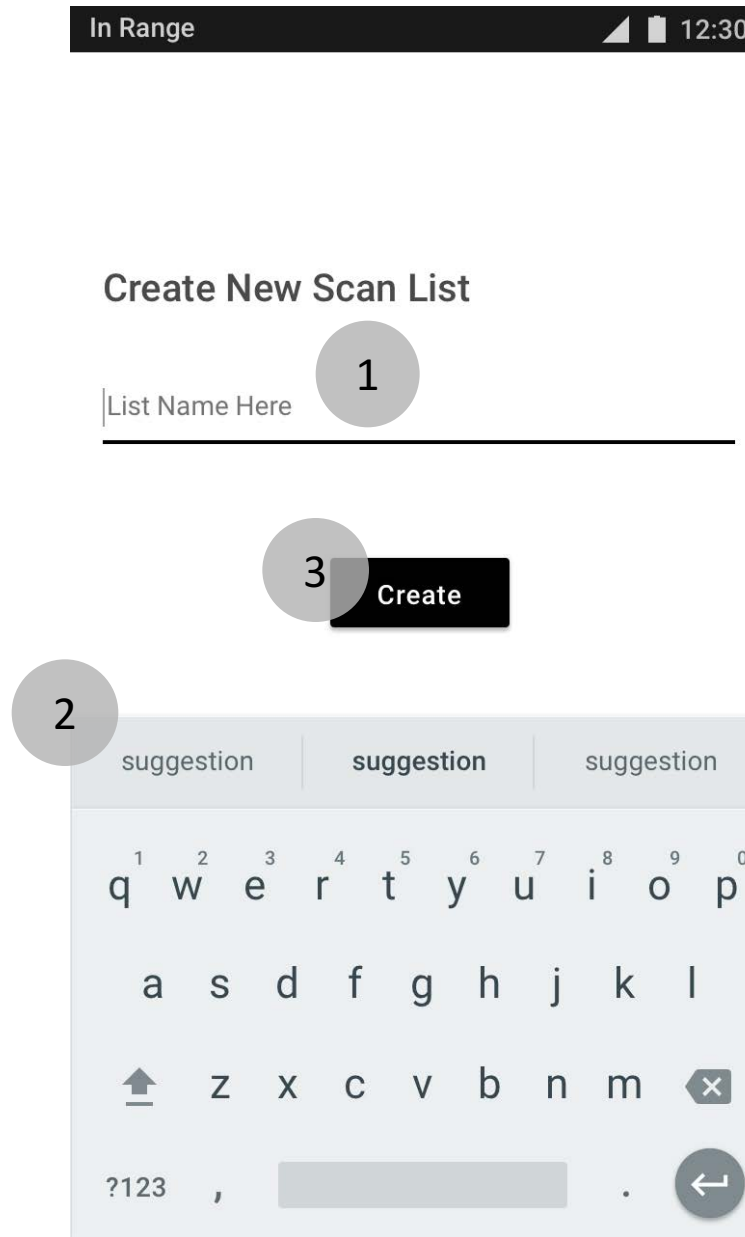 In Range 12:30
Create New Scan List
1
List Name Here
3
Create
2
suggestion suggestion suggestion
1 2 3 4 5 6 7 8 9 0
q w e r t y u i o p
a s d f g h j k l
z x c v b n m
?123 , .